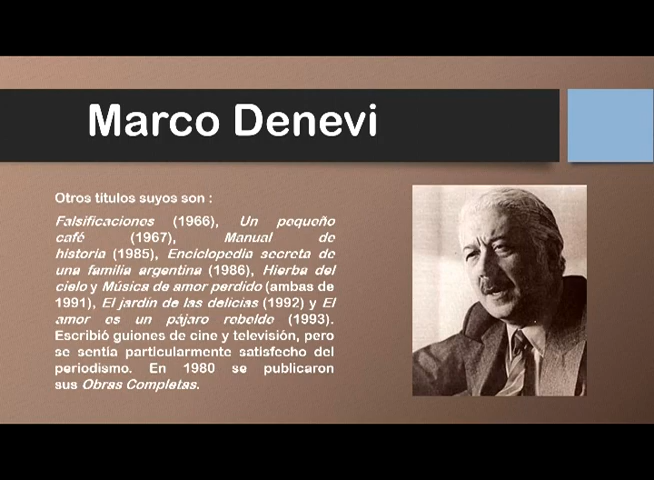 Marco Denevi
Otros títulos suyos son :
Falsificaciones (1966), Un pequeño
café (1967), Manual de
historia (1985), Enciclopedia secreta de
una familia argentina (1986), Hierba del
cielo y Música de amor perdido (ambas de
1991), El jardín de las delicias (1992) y El
amor es un pájaro rebelde (1993).
Escribió guiones de cine y televisión, pero
se sentía particularmente satisfecho del
periodismo. En 1980 se publicaron
sus Obras Completas.